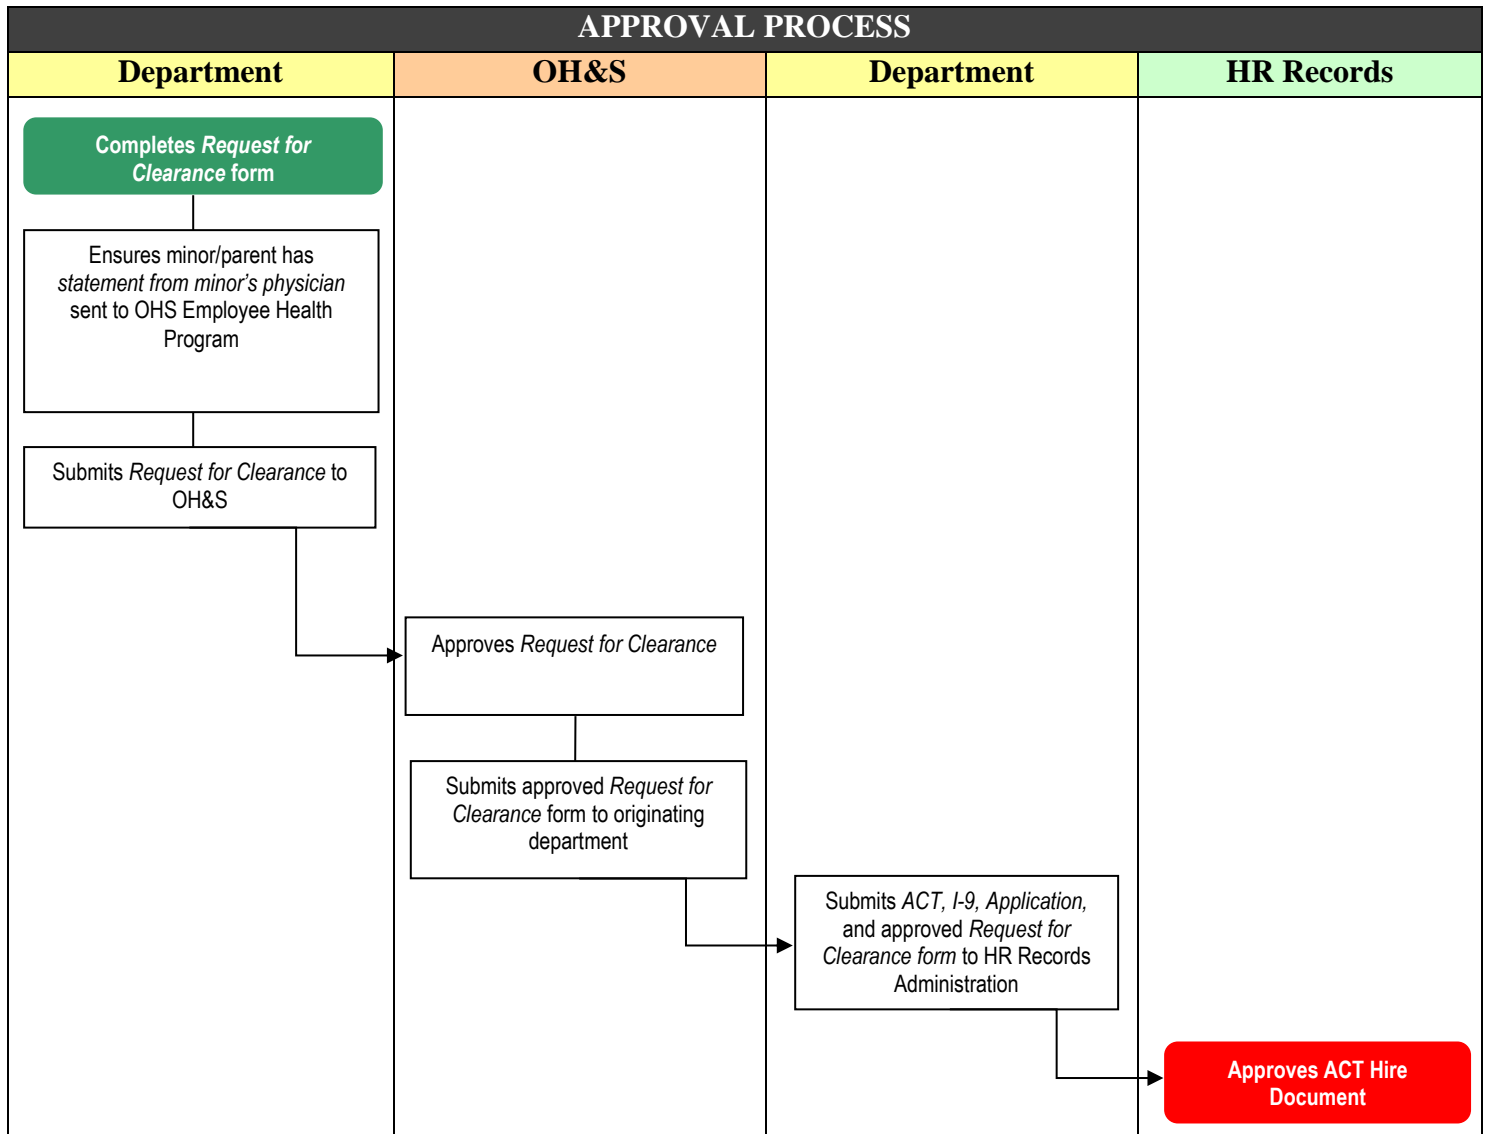 APPROVAL PROCESS
Department
OH&S
Department
HR Records
Completes Request for
Clearance form
Ensures minor/parent has
statement from minor’s physician
sent to OHS Employee Health
Program
Submits Request for Clearance to
OH&S
Approves Request for Clearance
Submits approved Request for
Clearance form to originating
department
Submits ACT, I-9, Application,
and approved Request for
Clearance form to HR Records
Administration
Approves ACT Hire
Document